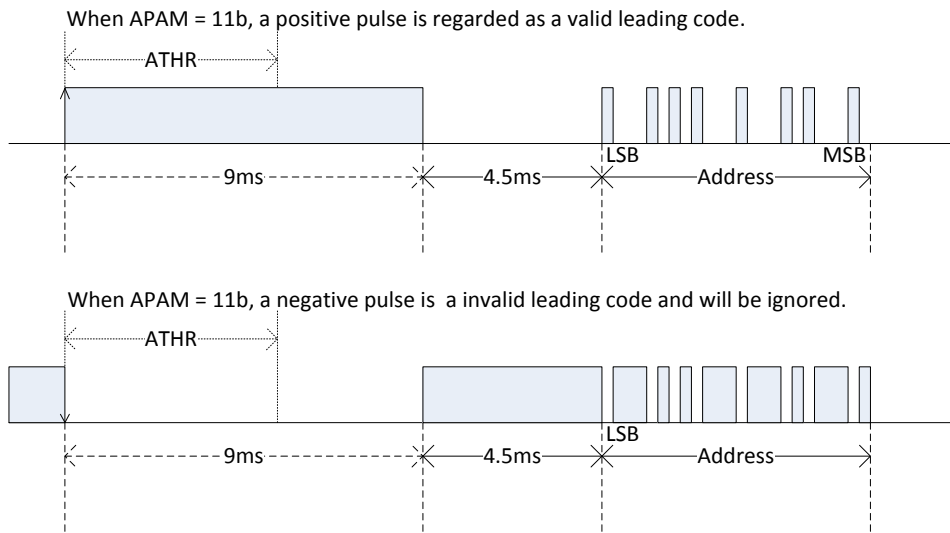 When APAM = 11b, a positive pulse is regarded as a valid leading code.
ATHR
LSB
MSB
9ms
4.5ms
Address
When APAM = 11b, a negative pulse is  a invalid leading code and will be ignored.
ATHR
LSB
9ms
4.5ms
Address